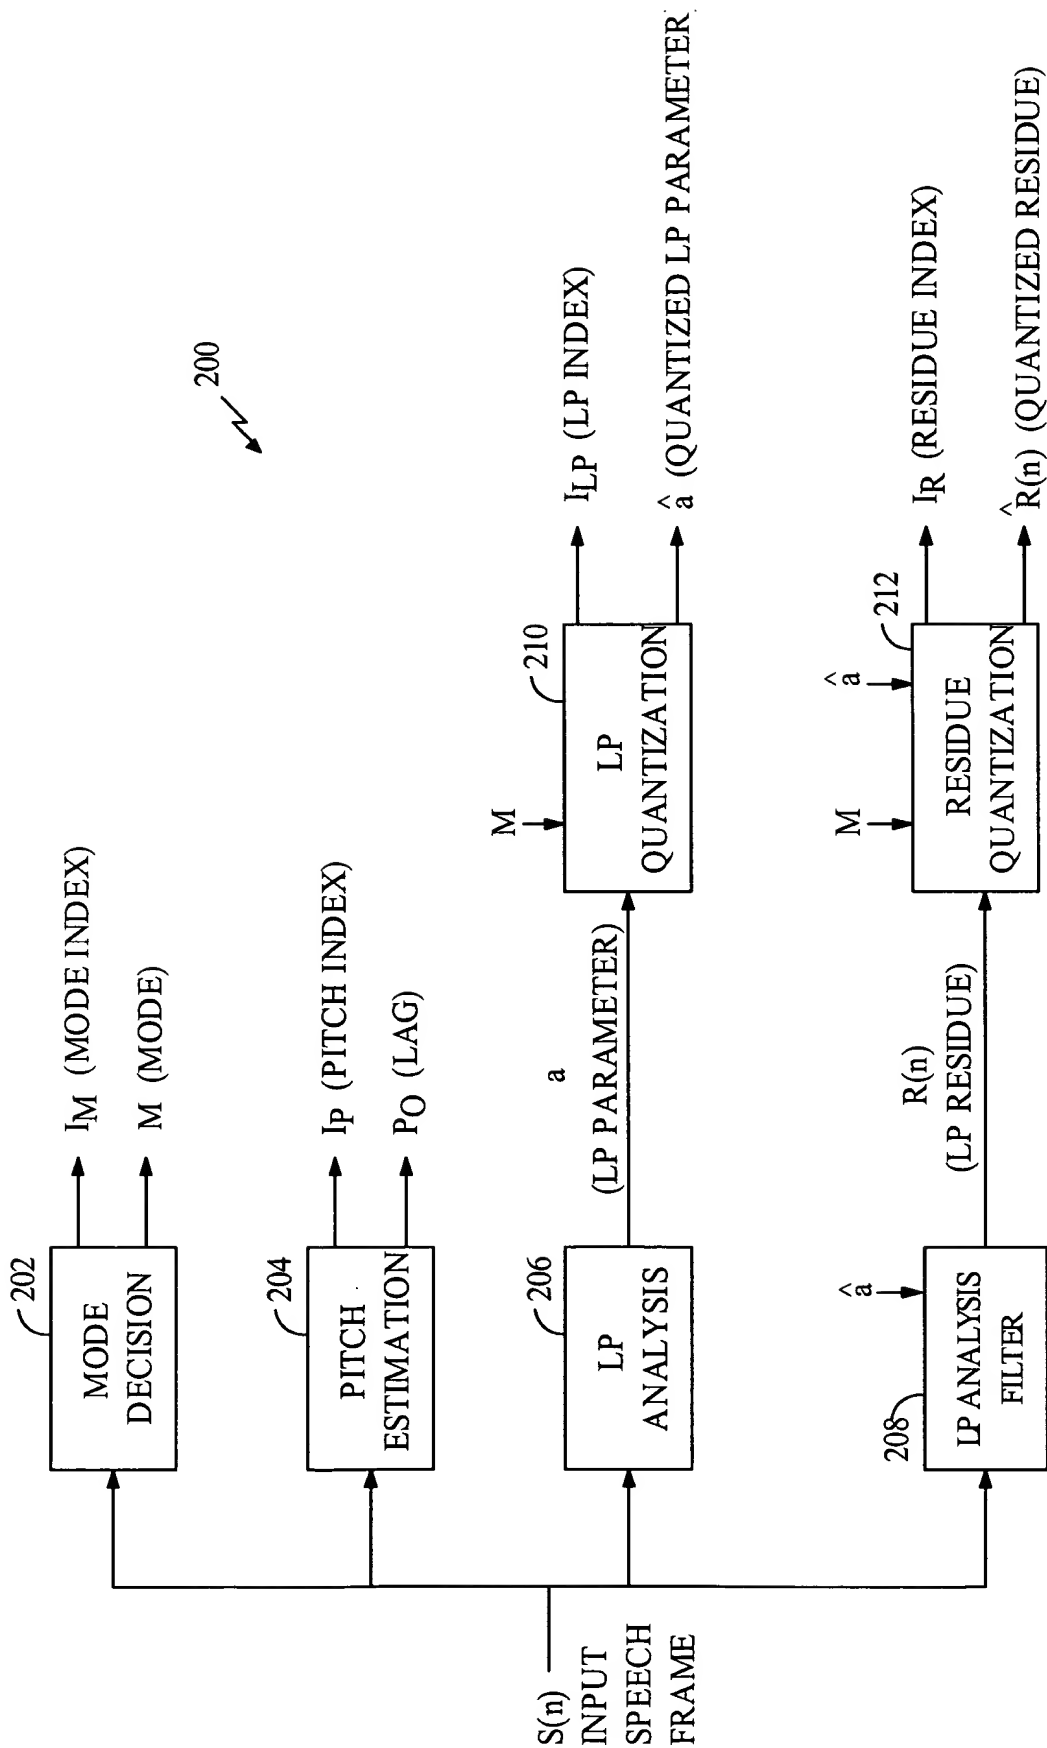 200
202
MODE
DECISION
I_M (MODE INDEX)
M (MODE)
204
PITCH
ESTIMATION
I_P (PITCH INDEX)
P_O (LAG)
S(n)
INPUT
SPEECH
FRAME
206
LP
ANALYSIS
a
(LP PARAMETER)
M
210
LP
QUANTIZATION
I_LP (LP INDEX)
â (QUANTIZED LP PARAMETER)
208
â
LP ANALYSIS
FILTER
R(n)
(LP RESIDUE)
M
â
212
RESIDUE
QUANTIZATION
I_R (RESIDUE INDEX)
R̂(n) (QUANTIZED RESIDUE)